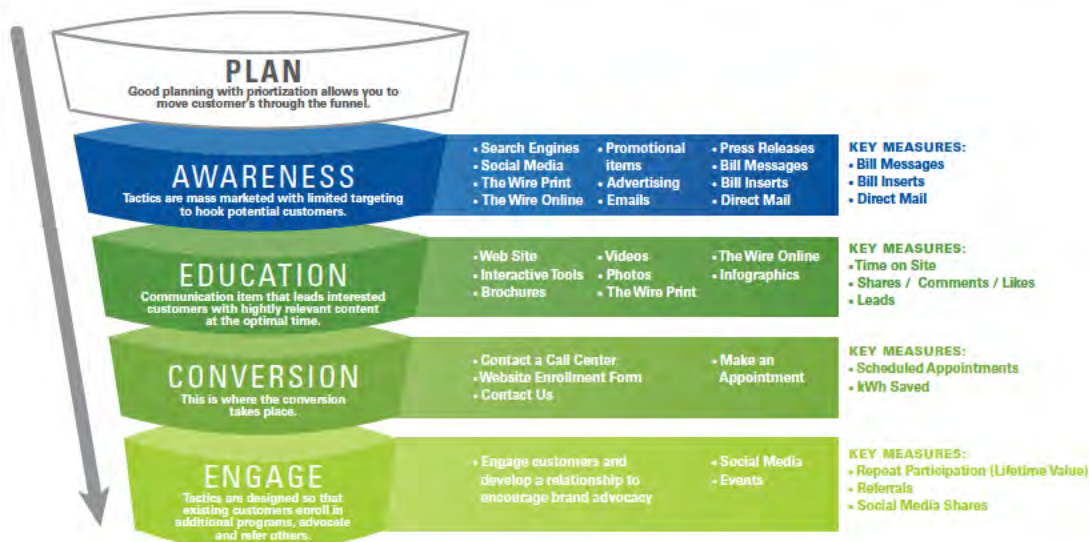 PLAN
Good planning with priortization allows you to
move customer's through the funnel.
AWARENESS
Tactics are mass marketed with limited targeting
to hook potential customers.
• Search Engines
• Social Media
• The Wire Print
• The Wire Online
• Promotional
items
• Advertising
• Emails
• Press Releases
• Bill Messages
• Bill Inserts
• Direct Mail
KEY MEASURES:
• Bill Messages
• Bill Inserts
• Direct Mail
EDUCATION
Communication item that leads interested
customers with hightly relevant content
at the optimal time.
• Web Site
• Interactive Tools
• Brochures
• Videos
• Photos
• The Wire Print
• The Wire Online
• Infographics
KEY MEASURES:
• Time on Site
• Shares / Comments / Likes
• Leads
CONVERSION
This is where the conversion
takes place.
• Contact a Call Center
• Website Enrollment Form
• Contact Us
• Make an
Appointment
KEY MEASURES:
• Scheduled Appointments
• kWh Saved
ENGAGE
Tactics are designed so that
existing customers enroll in
additional programs, advocate
and refer others.
• Engage customers and
develop a relationship to
encourage brand advocacy
• Social Media
• Events
KEY MEASURES:
• Repeat Participation (Lifetime Value)
• Referrals
• Social Media Shares